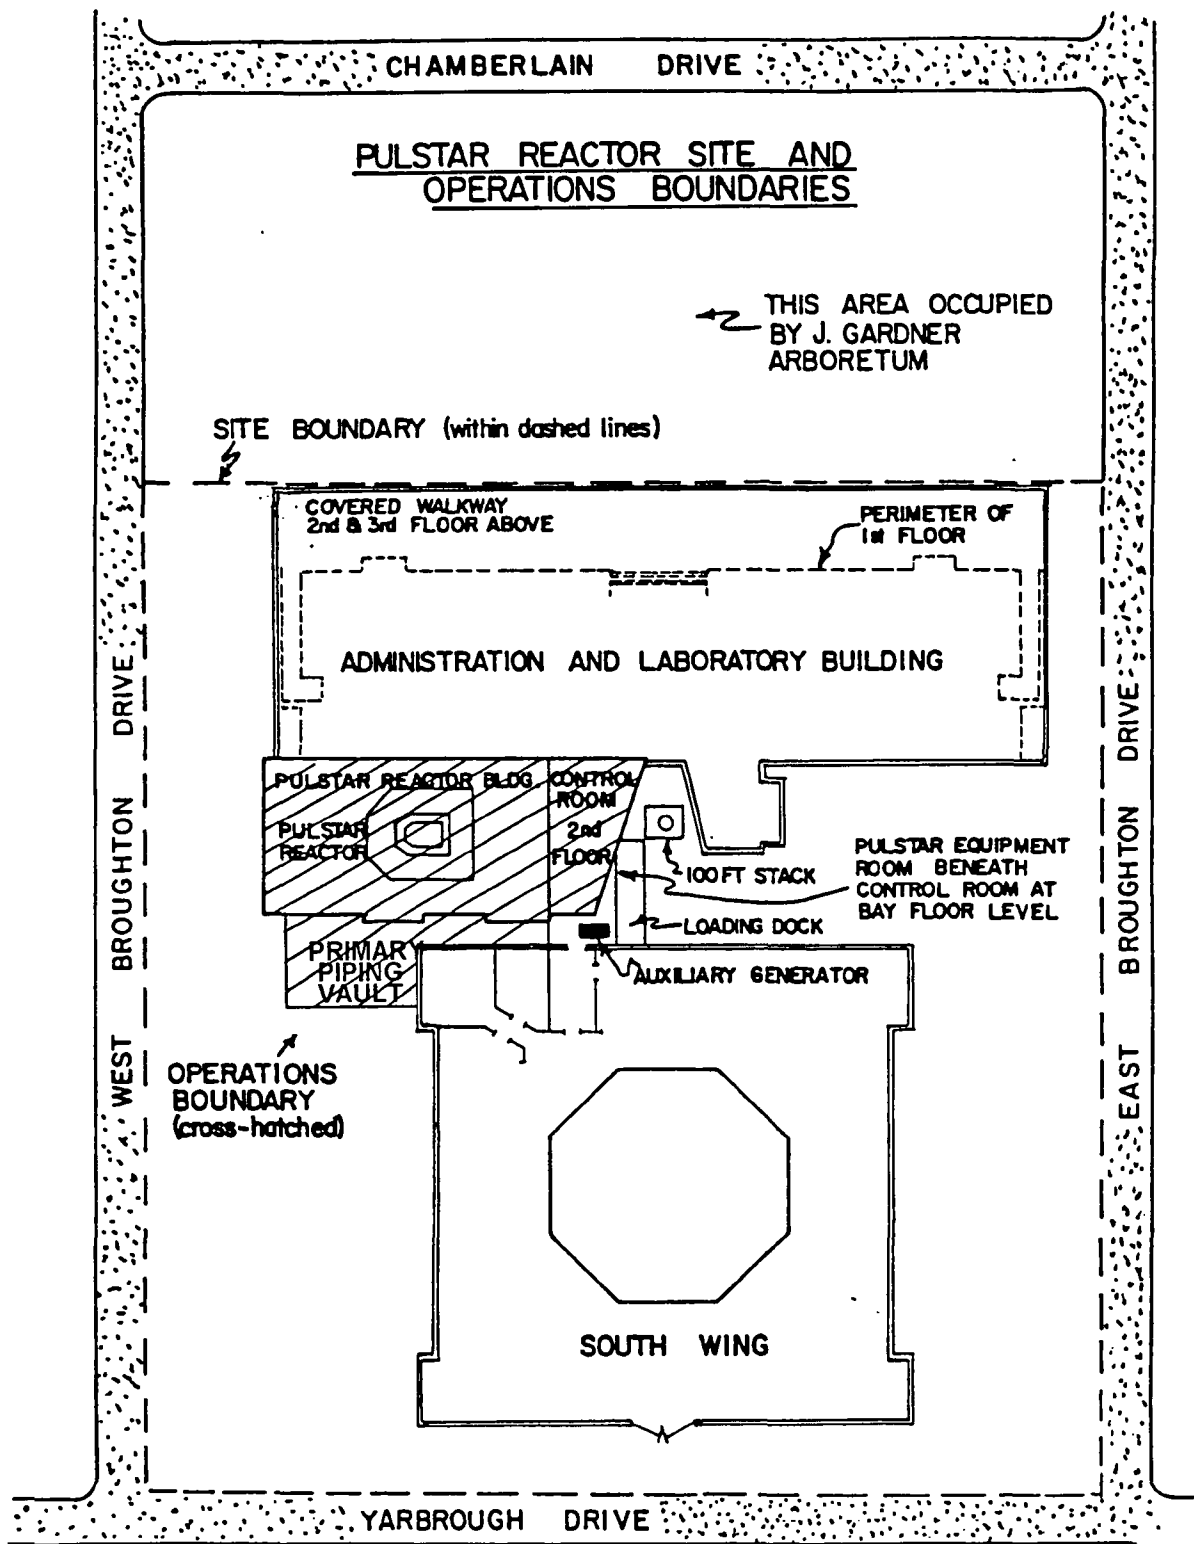 CHAMBERLAIN DRIVE
PULSTAR REACTOR SITE AND
OPERATIONS BOUNDARIES
THIS AREA OCCUPIED
BY J. GARDNER
ARBORETUM
SITE BOUNDARY (within dashed lines)
COVERED WALKWAY
2nd & 3rd FLOOR ABOVE
PERIMETER OF
1st FLOOR
ADMINISTRATION AND LABORATORY BUILDING
WEST BROUGHTON DRIVE
EAST BROUGHTON DRIVE
PULSTAR REACTOR BLDG.
CONTROL
ROOM
2nd
FLOOR
PULSTAR
REACTOR
100FT STACK
PULSTAR EQUIPMENT
ROOM BENEATH
CONTROL ROOM AT
BAY FLOOR LEVEL
LOADING DOCK
PRIMAR
PIPING
VAULT
AUXILIARY GENERATOR
OPERATIONS
BOUNDARY
(cross-hatched)
SOUTH WING
YARBROUGH DRIVE